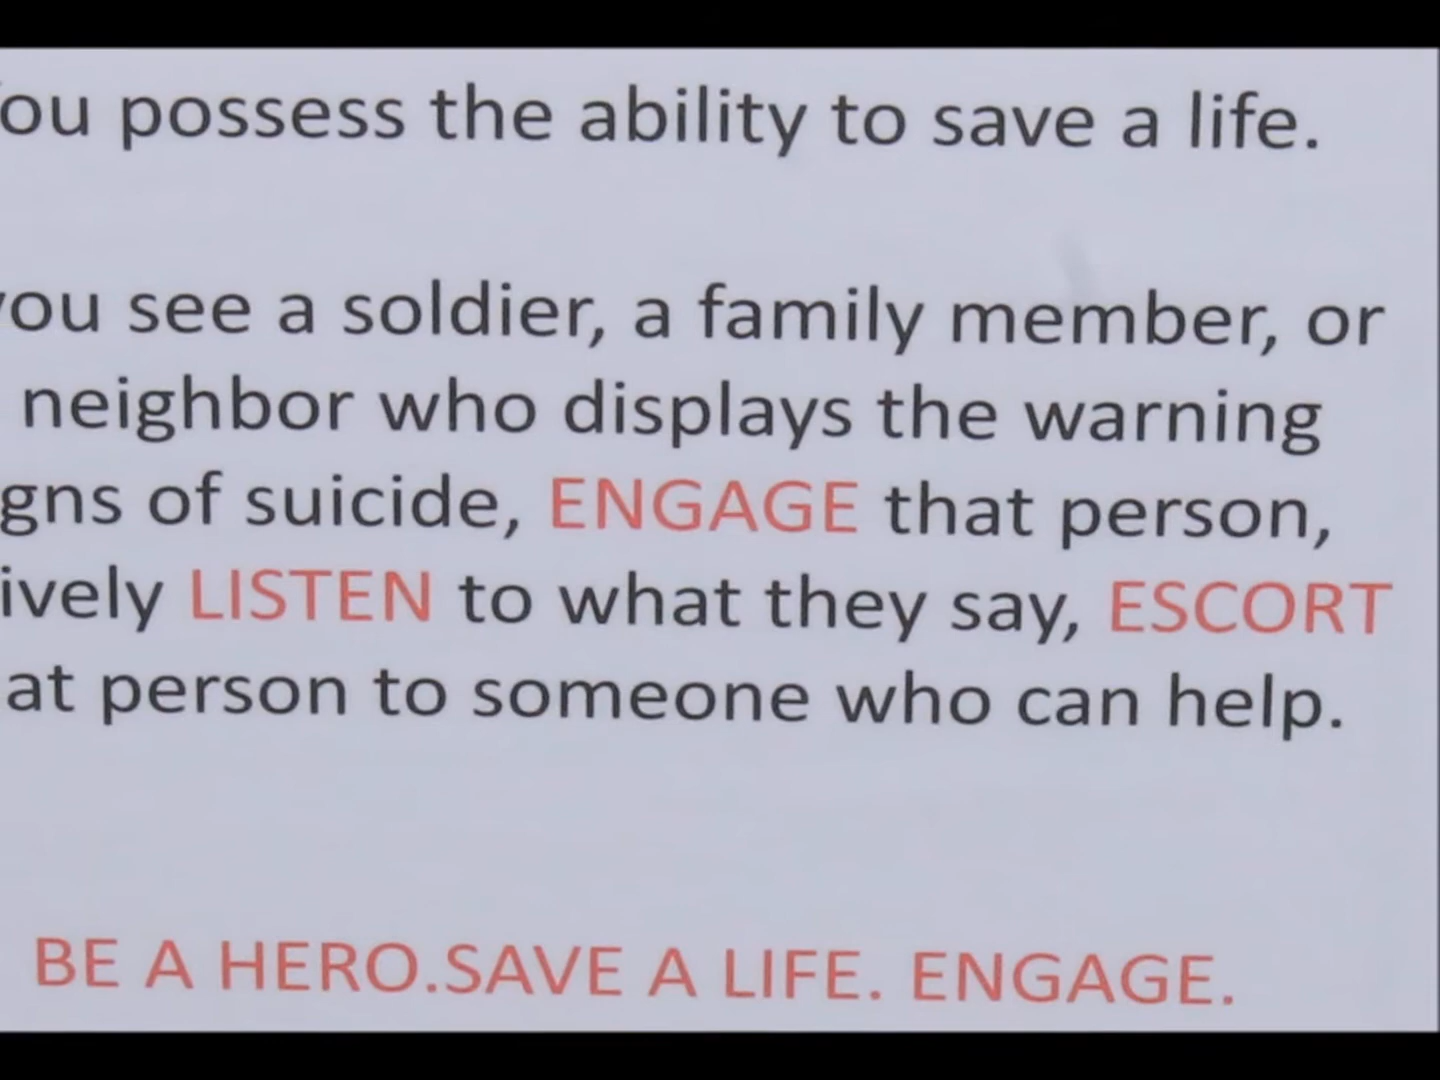 ou possess the ability to save a life.
you see a soldier, a family member, or
neighbor who displays the warning
gns of suicide, ENGAGE that person,
ively LISTEN to what they say, ESCORT
at person to someone who can help.
BE A HERO.SAVE A LIFE. ENGAGE.